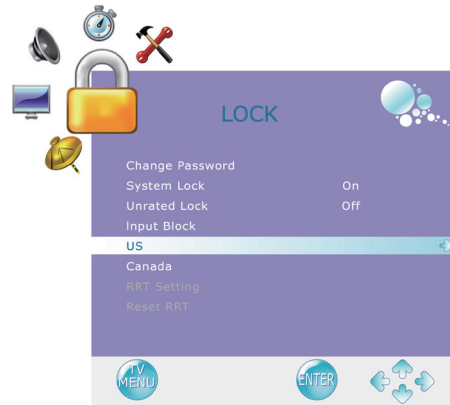 LOCK
Change Password
System Lock On
Unrated Lock Off
Input Block
US
Canada
RRT Setting
Reset RRT
TV
MENU
ENTER